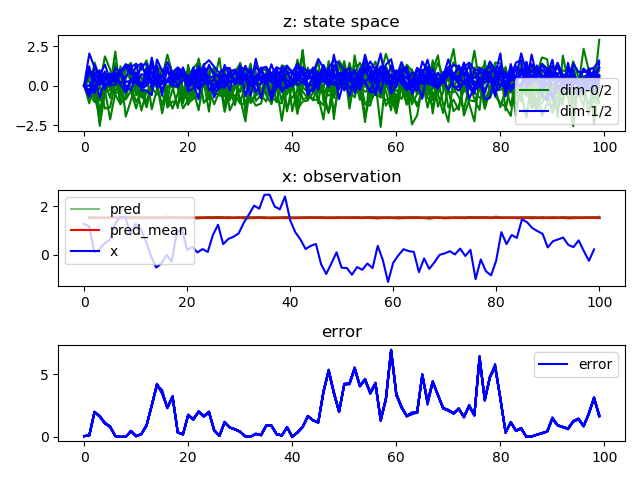 z: state space
2.5
0.0
−2.5
dim-0/2
dim-1/2
0 20 40 60 80 100
x: observation
2
0
pred
pred_mean
x
0 20 40 60 80 100
error
5
0
error
0 20 40 60 80 100